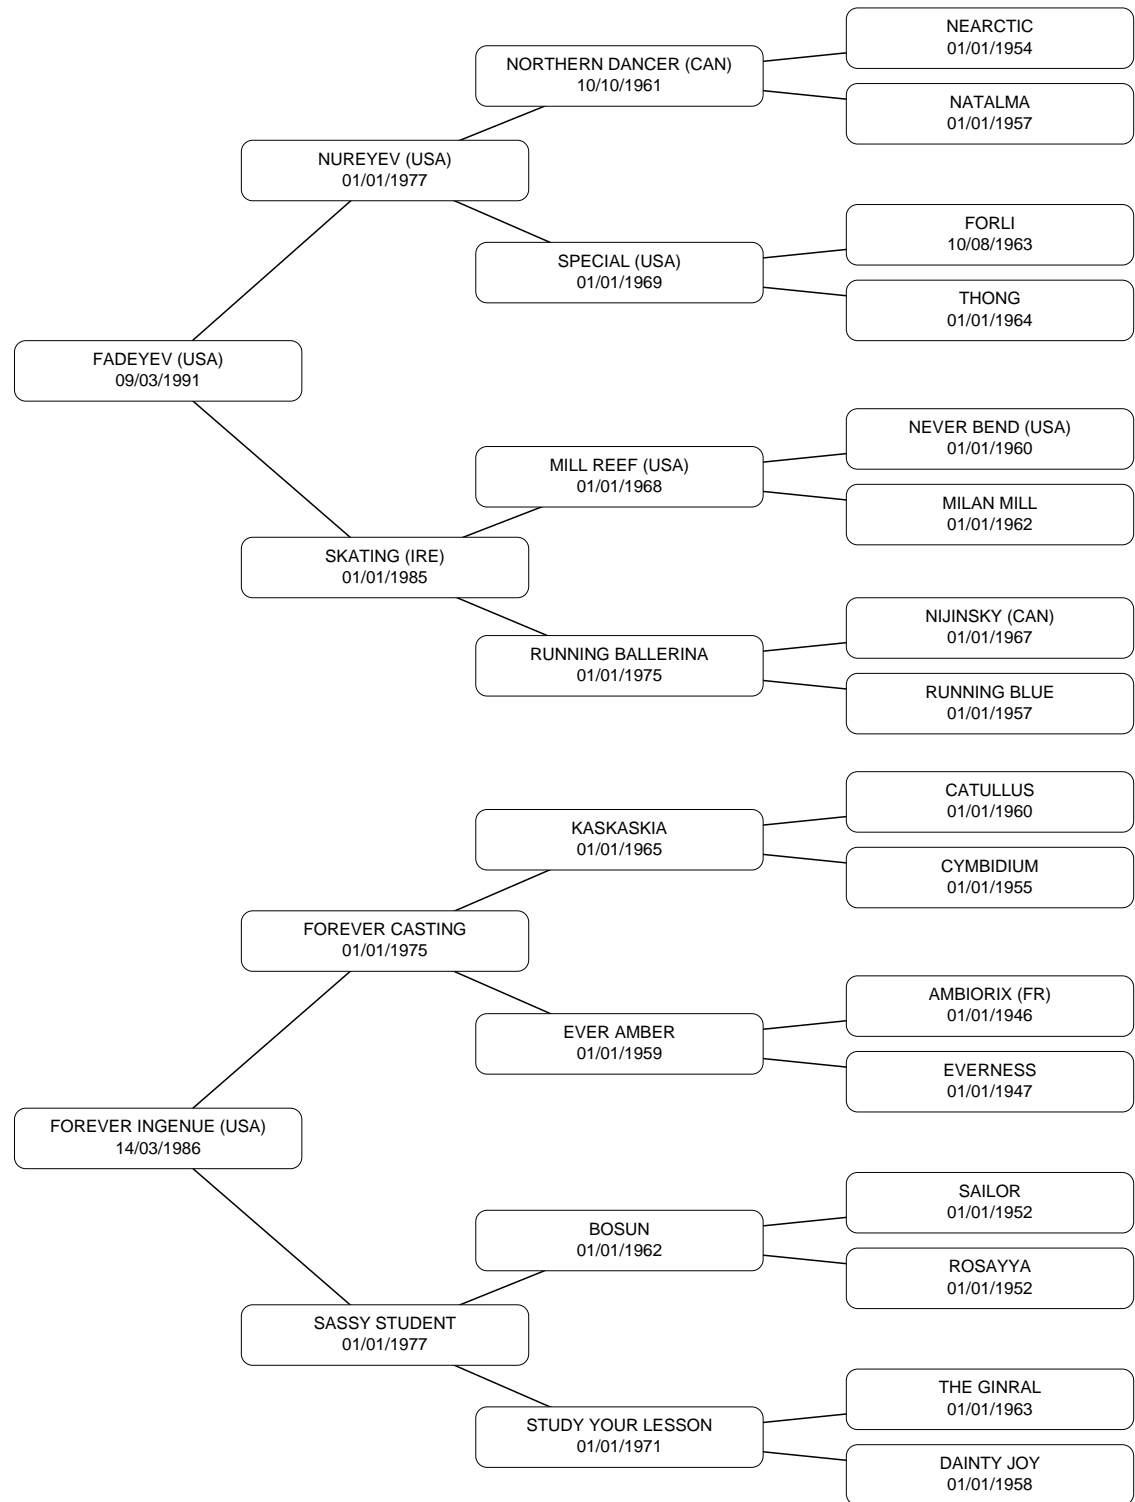 NEARCTIC
01/01/1954
NORTHERN DANCER (CAN)
10/10/1961
NATALMA
01/01/1957
NUREYEV (USA)
01/01/1977
FORLI
10/08/1963
SPECIAL (USA)
01/01/1969
THONG
01/01/1964
FADEYEV (USA)
09/03/1991
NEVER BEND (USA)
01/01/1960
MILL REEF (USA)
01/01/1968
MILAN MILL
01/01/1962
SKATING (IRE)
01/01/1985
NIJINSKY (CAN)
01/01/1967
RUNNING BALLERINA
01/01/1975
RUNNING BLUE
01/01/1957
CATULLUS
01/01/1960
KASKASKIA
01/01/1965
CYMBIDIUM
01/01/1955
FOREVER CASTING
01/01/1975
AMBIORIX (FR)
01/01/1946
EVER AMBER
01/01/1959
EVERNESS
01/01/1947
FOREVER INGENUE (USA)
14/03/1986
SAILOR
01/01/1952
BOSUN
01/01/1962
ROSAYYA
01/01/1952
SASSY STUDENT
01/01/1977
THE GINRAL
01/01/1963
STUDY YOUR LESSON
01/01/1971
DAINTY JOY
01/01/1958